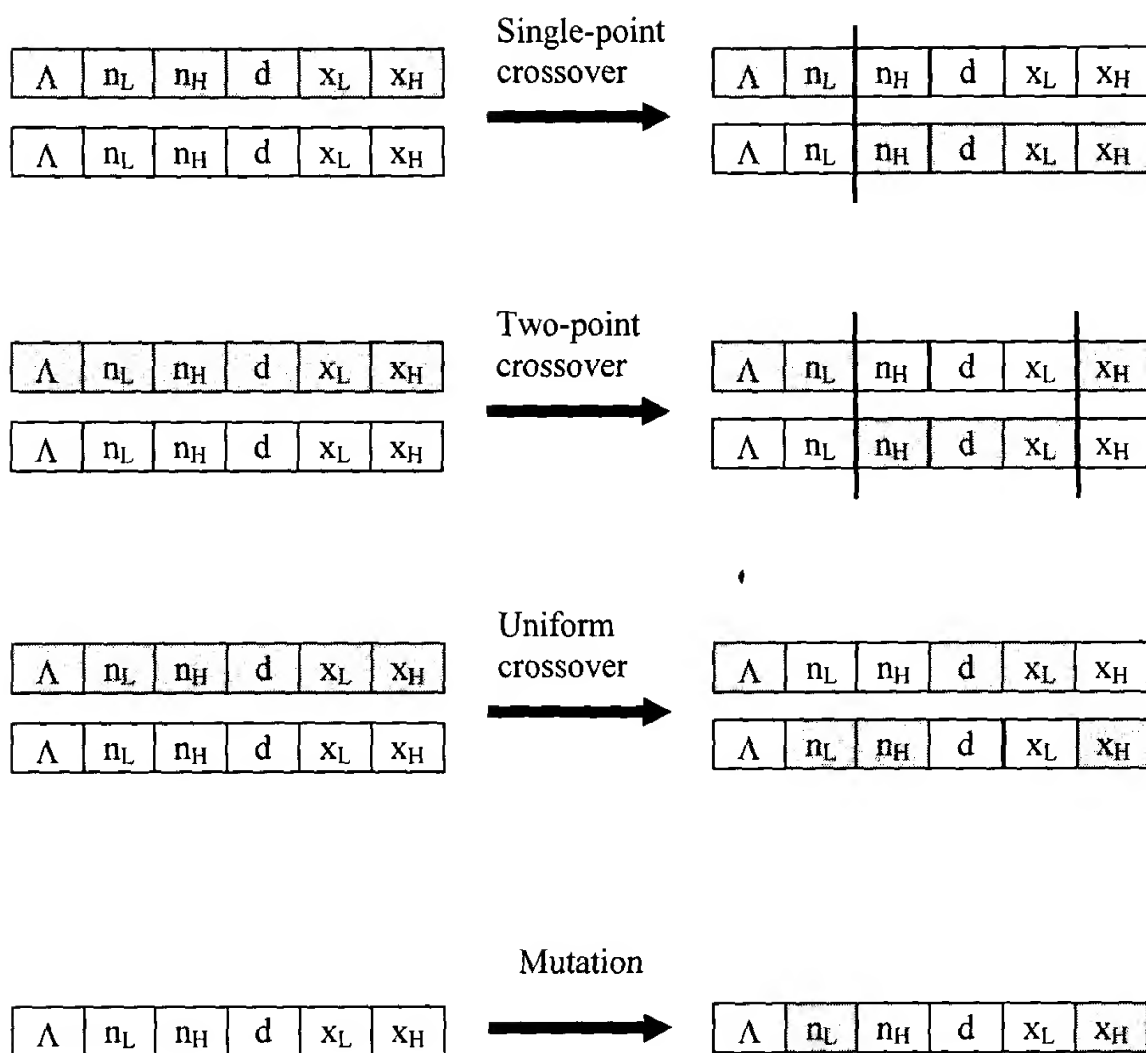 Single-point
crossover
Λ n_L n_H d x_L x_H
Λ n_L n_H d x_L x_H
Λ n_L n_H d x_L x_H
Λ n_L n_H d x_L x_H
Two-point
crossover
Λ n_L n_H d x_L x_H
Λ n_L n_H d x_L x_H
Λ n_L n_H d x_L x_H
Λ n_L n_H d x_L x_H
Uniform
crossover
Λ n_L n_H d x_L x_H
Λ n_L n_H d x_L x_H
Λ n_L n_H d x_L x_H
Λ n_L n_H d x_L x_H
Mutation
Λ n_L n_H d x_L x_H
Λ n_L n_H d x_L x_H